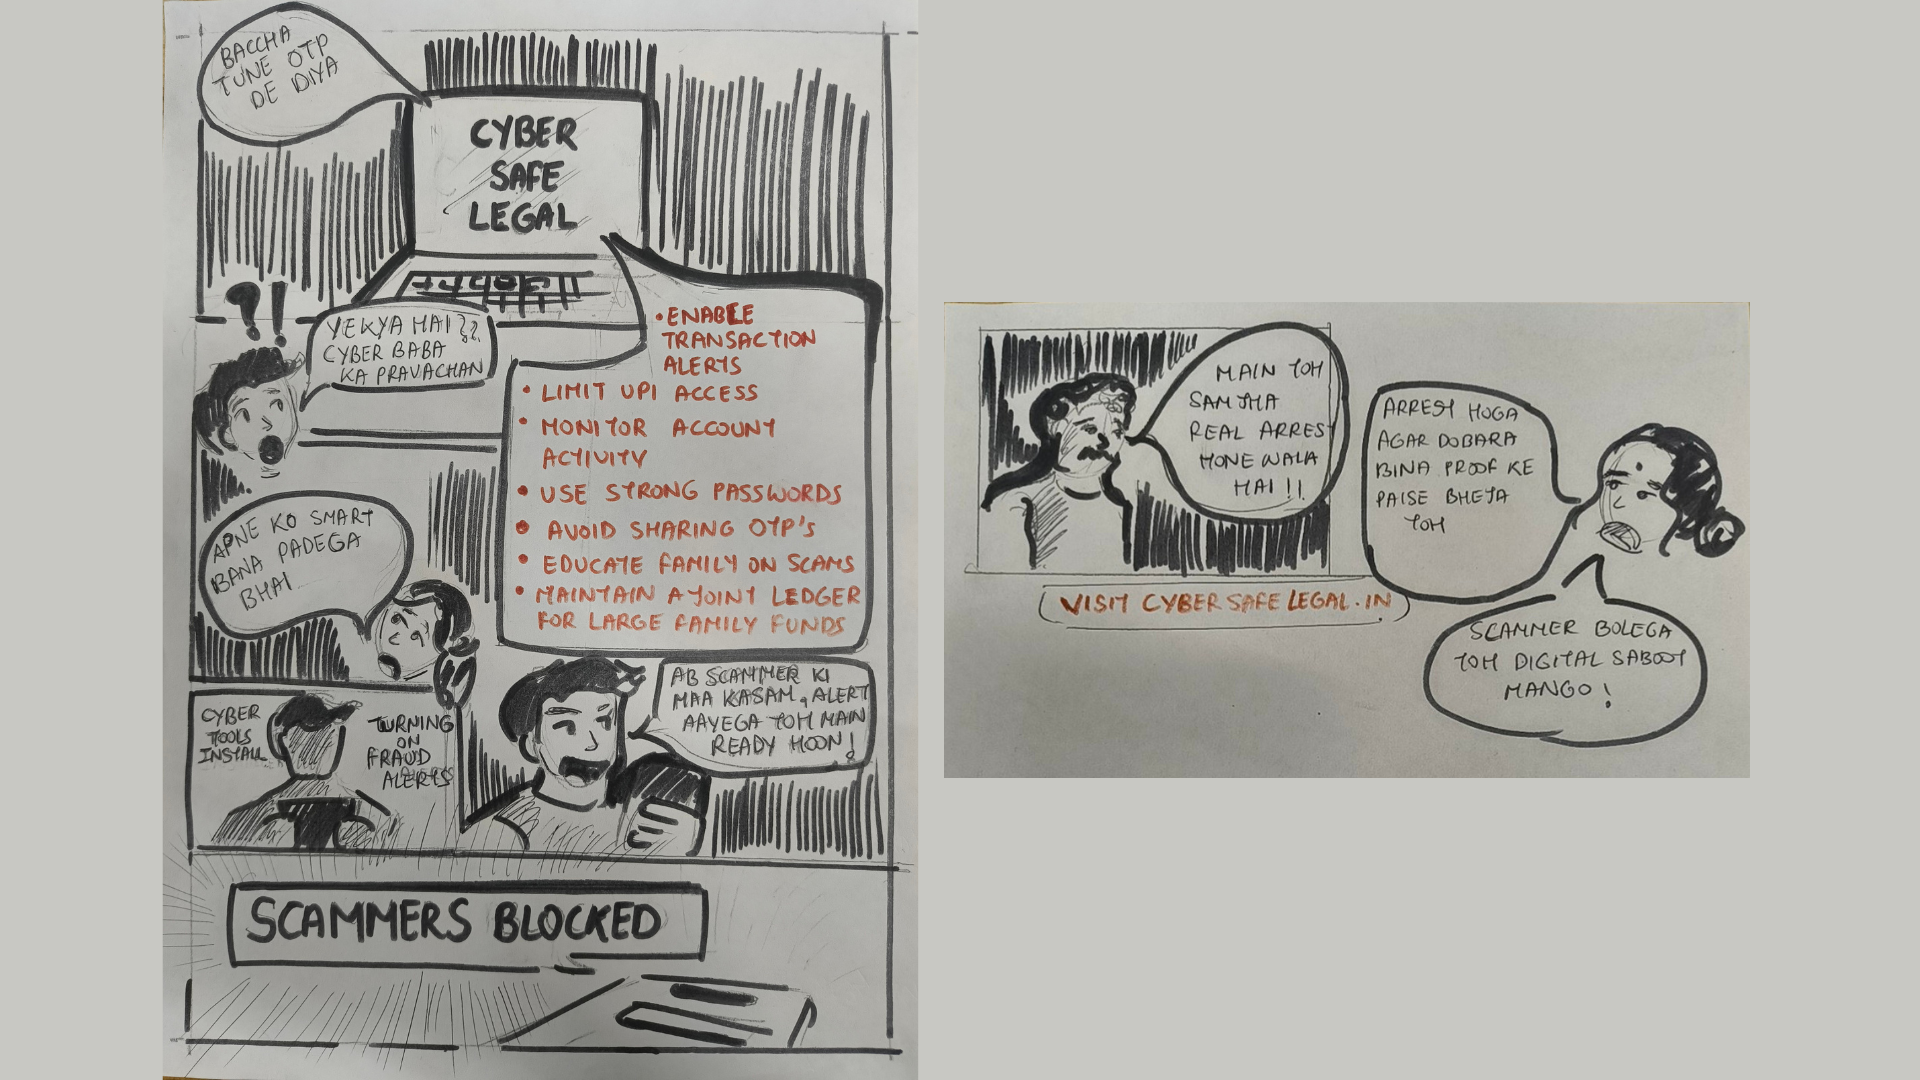 BACCHA
TUNE OTP
DE DIYA
CYBER
SAFE
LEGAL
?!
YE KYA HAI ??
CYBER BABA
KA PRAVACHAN
• ENABLE
TRANSACTION
ALERTS
• LIMIT UPI ACCESS
• MONITOR ACCOUNT
ACTIVITY
• USE STRONG PASSWORDS
• AVOID SHARING OTP'S
• EDUCATE FAMILY ON SCAMS
• MAINTAIN A JOINT LEDGER
FOR LARGE FAMILY FUNDS
APNE KO SMART
BANA PADEGA
BHAI
CYBER
TOOLS
INSTALL
TURNING
ON
FRAUD
ALERTS
AB SCAMMER KI
MAA KASAM, ALERT
AAYEGA TOH MAIN
READY HOON!
SCAMMERS BLOCKED
MAIN TOH
SAMJHA
REAL ARREST
HONE WALA
HAI !!
ARREST HOGA
AGAR DOBARA
BINA PROOF KE
PAISE BHEJA
TOH
VISIT CYBERSAFELEGAL.IN
SCAMMER BOLEGA
TOH DIGITAL SABOOT
MANGO !